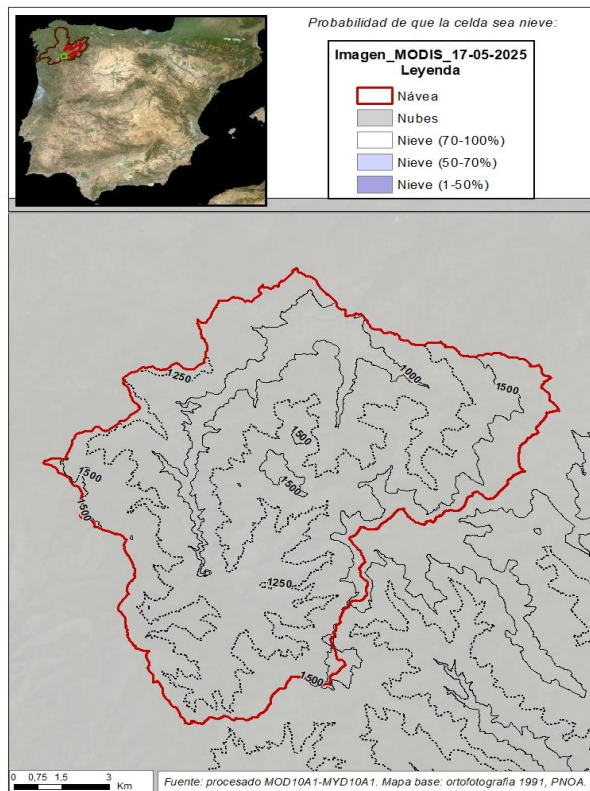 Probabilidad de que la celda sea nieve:
Imagen_MODIS_17-05-2025
Leyenda
Návea
Nubes
Nieve (70-100%)
Nieve (50-70%)
Nieve (1-50%)
1250
1000
1500
1500
1500
1500
1500
1250
1500
0 0,75 1,5 3
Km
Fuente: procesado MOD10A1-MYD10A1. Mapa base: ortofotografia 1991, PNOA.